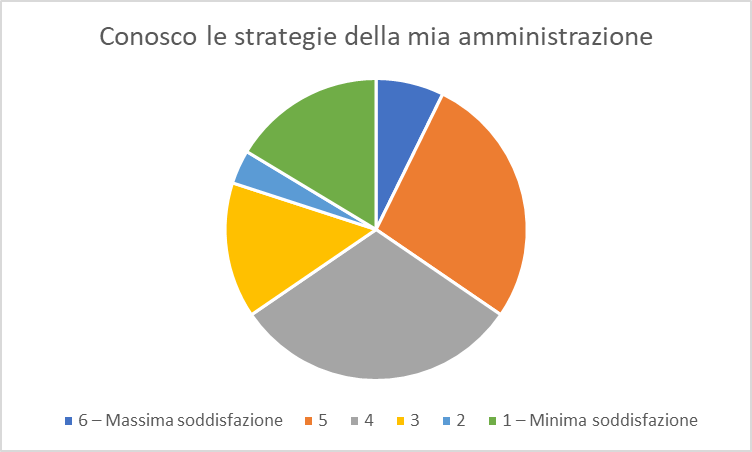 Conosco le strategie della mia amministrazione
6 – Massima soddisfazione 5 4 3 2 1 – Minima soddisfazione